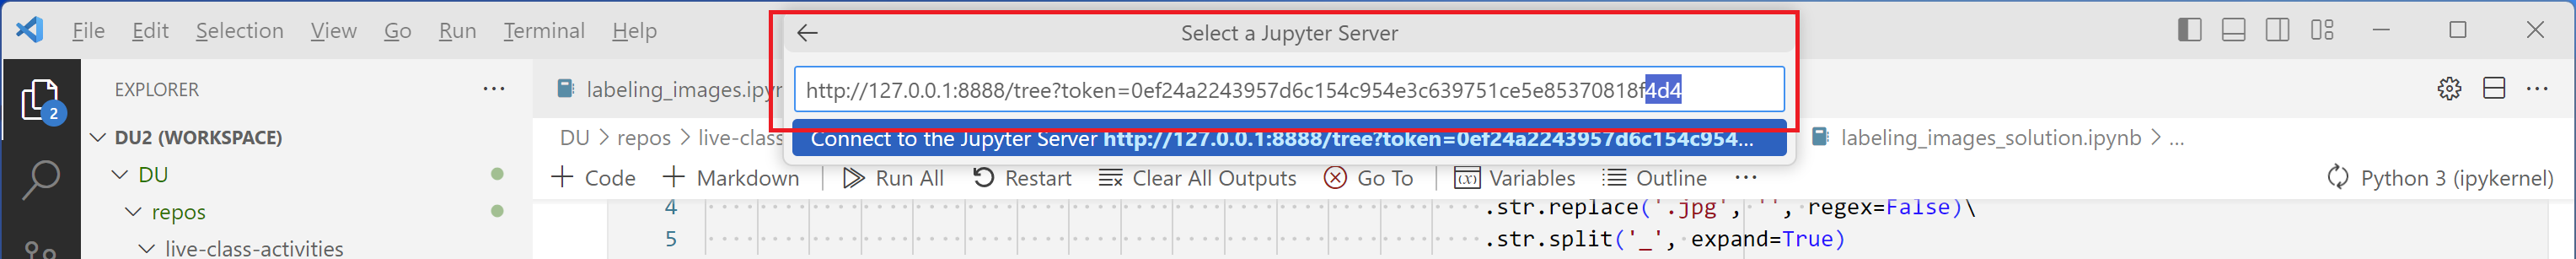 File Edit Selection View Go Run Terminal Help
Select a Jupyter Server
EXPLORER ...
labeling_images.ipyn
http://127.0.0.1:8888/tree?token=0ef24a2243957d6c154c954e3c639751ce5e85370818f4d4
...
2
DU2 (WORKSPACE)
DU > repos > live-class
Connect to the Jupyter Server http://127.0.0.1:8888/tree?token=0ef24a2243957d6c154c954...
labeling_images_solution.ipynb > ...
DU
+ Code + Markdown Run All Restart Clear All Outputs Go To (x) Variables Outline ... Python 3 (ipykernel)
repos
4 .str.replace('.jpg', '', regex=False)\
live-class-activities
5 .str.split('_', expand=True)